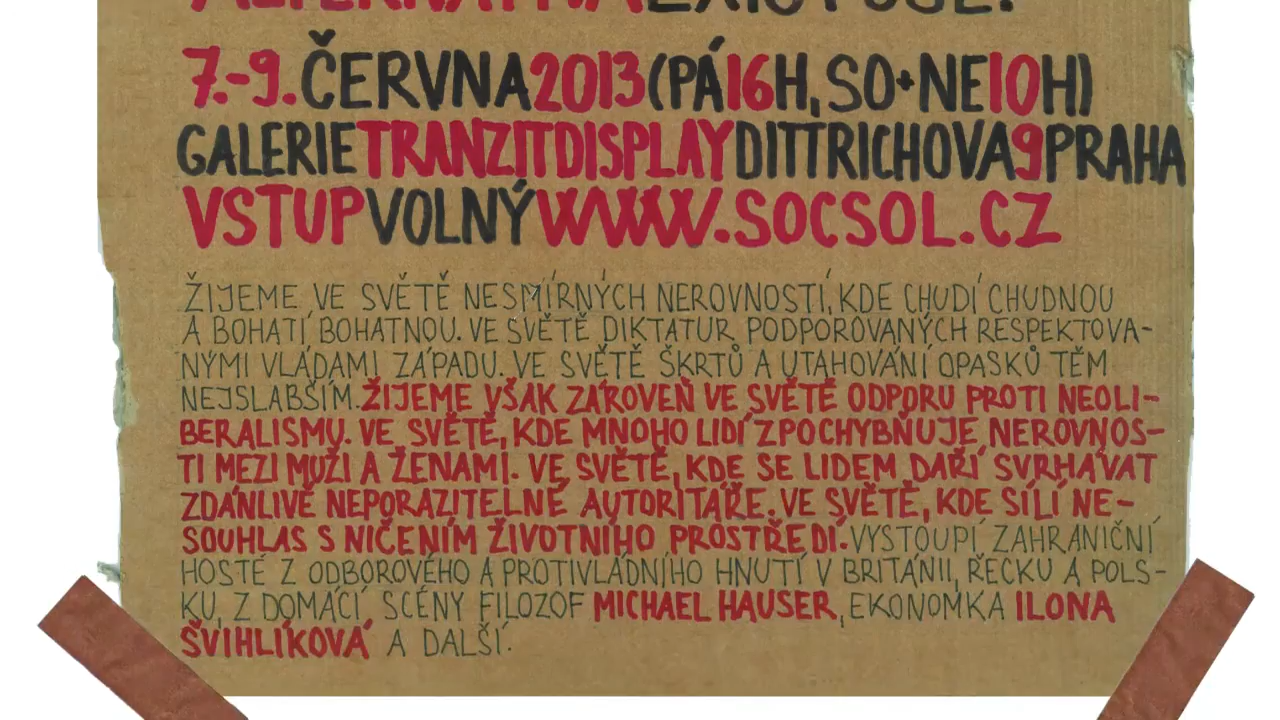 ALTERNATIVA EXISTUJE!
7.-9. ČERVNA 2013 (PÁ 16H, SO+NE 10H)
GALERIE TRANZITDISPLAY DITTRICHOVA 9 PRAHA
VSTUP VOLNÝ WWW.SOCSOL.CZ
ŽIJEME VE SVĚTĚ NESMÍRNÝCH NEROVNOSTÍ, KDE CHUDÍ CHUDNOU
A BOHATÍ BOHATNOU. VE SVĚTĚ DIKTATUR PODPOROVANÝCH RESPEKTOVA-
NÝMI VLÁDAMI ZÁPADU. VE SVĚTĚ ŠKRTŮ A UTAHOVÁNÍ OPASKŮ TĚM
NEJSLABŠÍM. ŽIJEME VŠAK ZÁROVEŇ VE SVĚTĚ ODPORU PROTI NEOLI-
BERALISMU. VE SVĚTĚ, KDE MNOHO LIDÍ ZPOCHYBŇUJE NEROVNOS-
TI MEZI MUŽI A ŽENAMI. VE SVĚTĚ, KDE SE LIDEM DAŘÍ SVRHÁVAT
ZDÁNLIVĚ NEPORAZITELNÉ AUTORITÁŘE. VE SVĚTĚ, KDE SÍLÍ NE-
SOUHLAS S NIČENÍM ŽIVOTNÍHO PROSTŘEDÍ. VYSTOUPÍ ZAHRANIČNÍ
HOSTÉ Z ODBOROVÉHO A PROTIVLÁDNÍHO HNUTÍ V BRITÁNII, ŘECKU A POLS-
KU, Z DOMÁCÍ SCÉNY FILOZOF MICHAEL HAUSER, EKONOMKA ILONA
ŠVIHLÍKOVÁ A DALŠÍ.